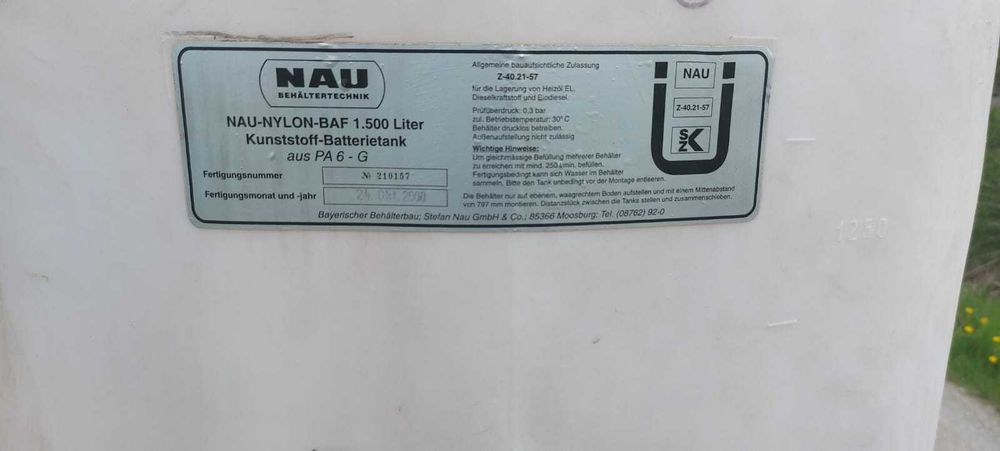 NAU
BEHÄLTERTECHNIK
NAU-NYLON-BAF 1.500 Liter
Kunststoff-Batterietank
aus PA 6 - G
Fertigungsnummer
№ 210157
Fertigungsmonat und -jahr
24. Okt. 2000
Allgemeine bauaufsichtliche Zulassung
Z-40.21-57
für die Lagerung von Heizöl EL,
Dieselkraftstoff und Biodiesel.
Prüfüberdruck: 0,3 bar
zul. Betriebstemperatur: 30° C
Behälter drucklos betreiben.
Außenaufstellung nicht zulässig
Wichtige Hinweise:
Um gleichmässige Befüllung mehrerer Behälter
zu erreichen mit mind. 250 l/min. befüllen.
Fertigungsbedingt kann sich Wasser im Behälter
sammeln. Bitte den Tank unbedingt vor der Montage entleeren.
Die Behälter nur auf ebenem, waagrechtem Boden aufstellen und mit einem Mittenabstand
von 797 mm montieren. Distanzstück zwischen die Tanks stellen und zusammenschieben.
Bayerischer Behälterbau; Stefan Nau GmbH & Co.; 85366 Moosburg; Tel. (08762) 92-0
NAU
Z-40.21-57
SKZ
1250